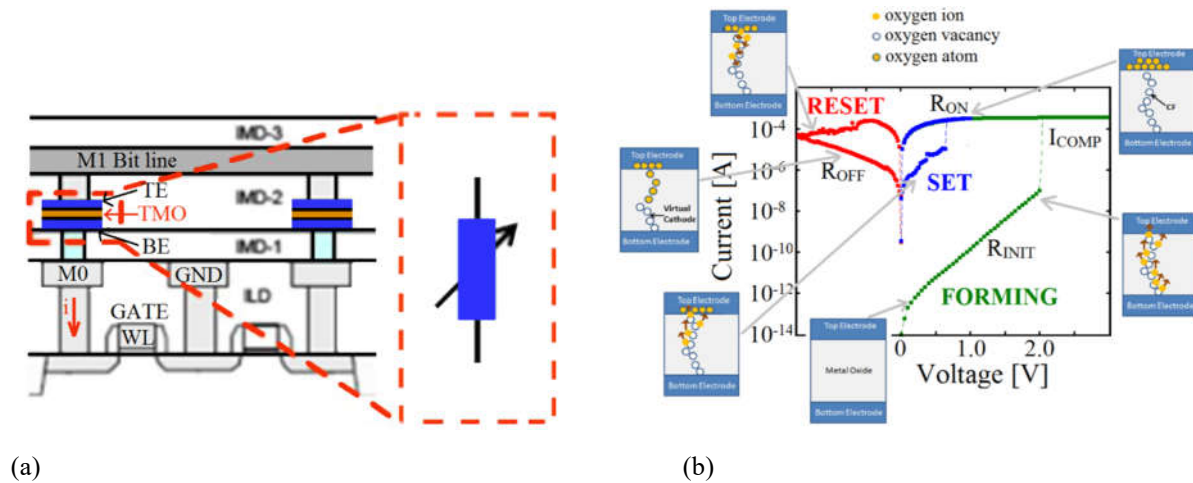 IMD-3
M1 Bit line
TE
IMD-2
TMO
BE
IMD-1
M0
GND
i
ILD
GATE
WL
(a)
oxygen ion
oxygen vacancy
oxygen atom
Top Electrode
Bottom Electrode
Top Electrode
CF
Bottom Electrode
Top Electrode
Virtual
Cathode
Bottom Electrode
Top Electrode
Bottom Electrode
Top Electrode
Bottom Electrode
Top Electrode
Metal Oxide
Bottom Electrode
RESET
R_ON
I_COMP
R_OFF
SET
R_INIT
FORMING
Current [A]
10-4
10-6
10-8
10-10
10-12
10-14
0
1.0
2.0
Voltage [V]
(b)